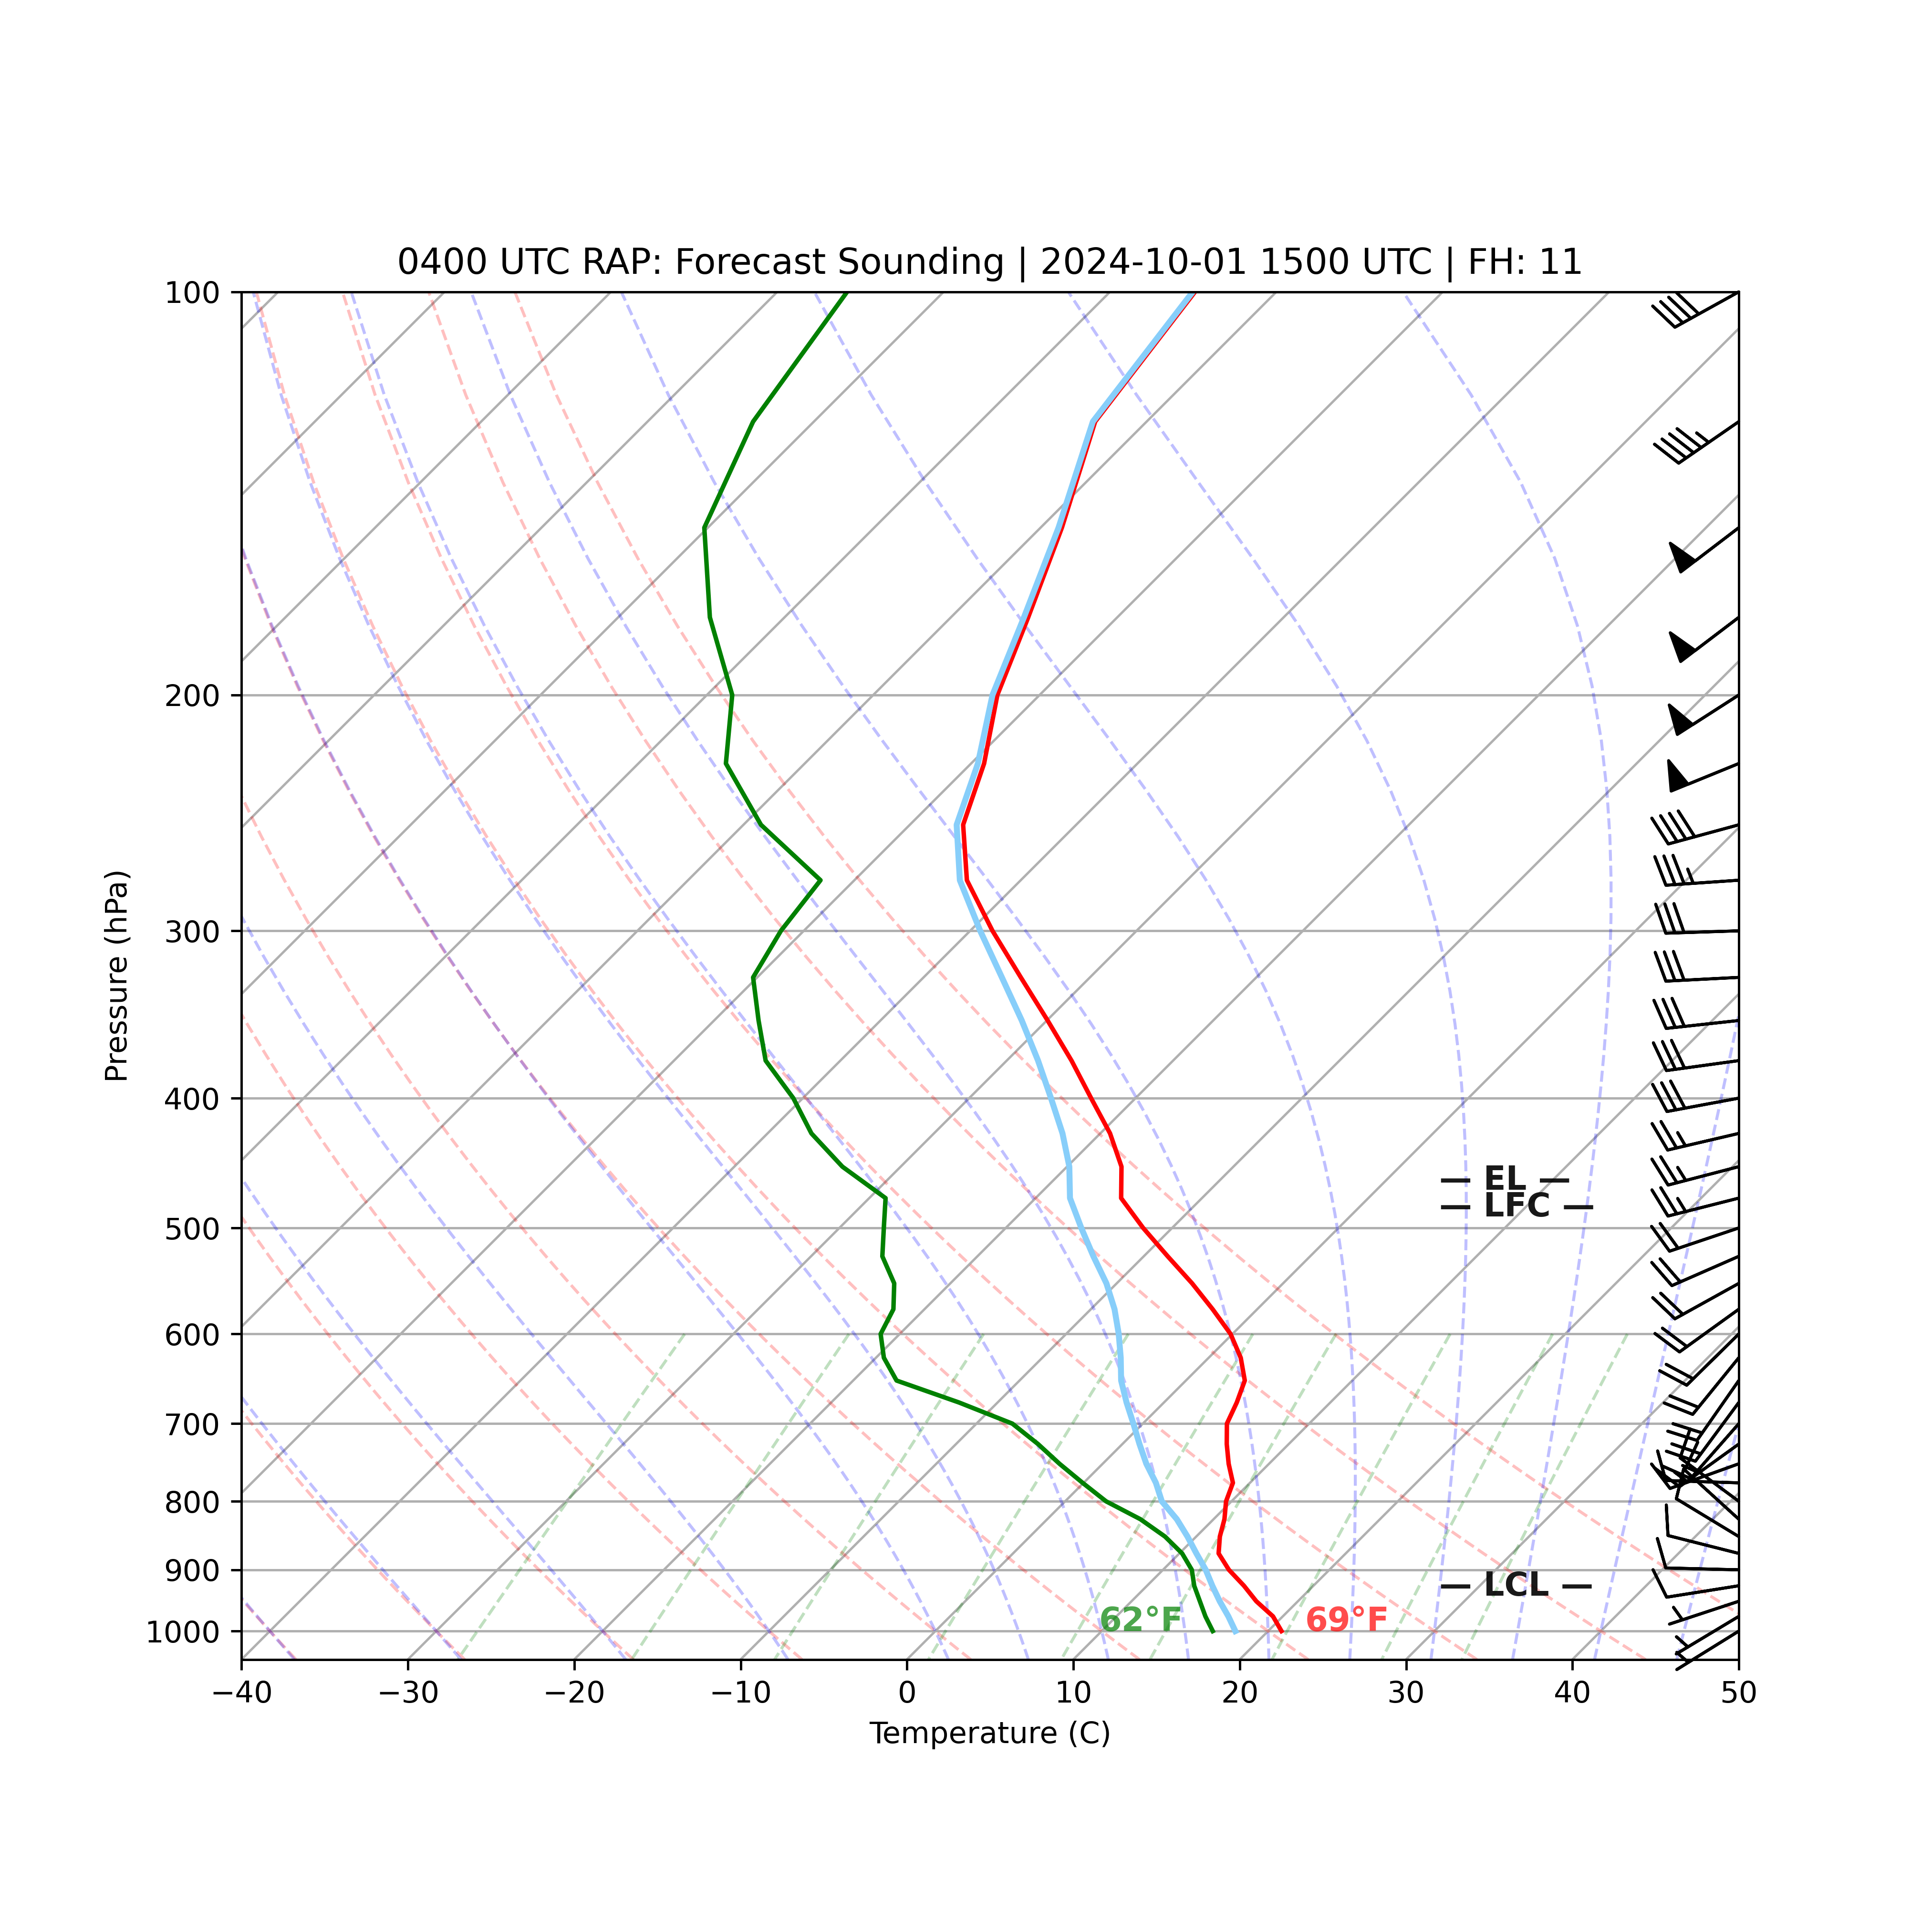 0400 UTC RAP: Forecast Sounding | 2024-10-01 1500 UTC | FH: 11
100
200
300
400
500
600
700
800
900
1000
Pressure (hPa)
— EL —
— LFC —
— LCL —
62°F
69°F
−40 −30 −20 −10 0 10 20 30 40 50
Temperature (C)